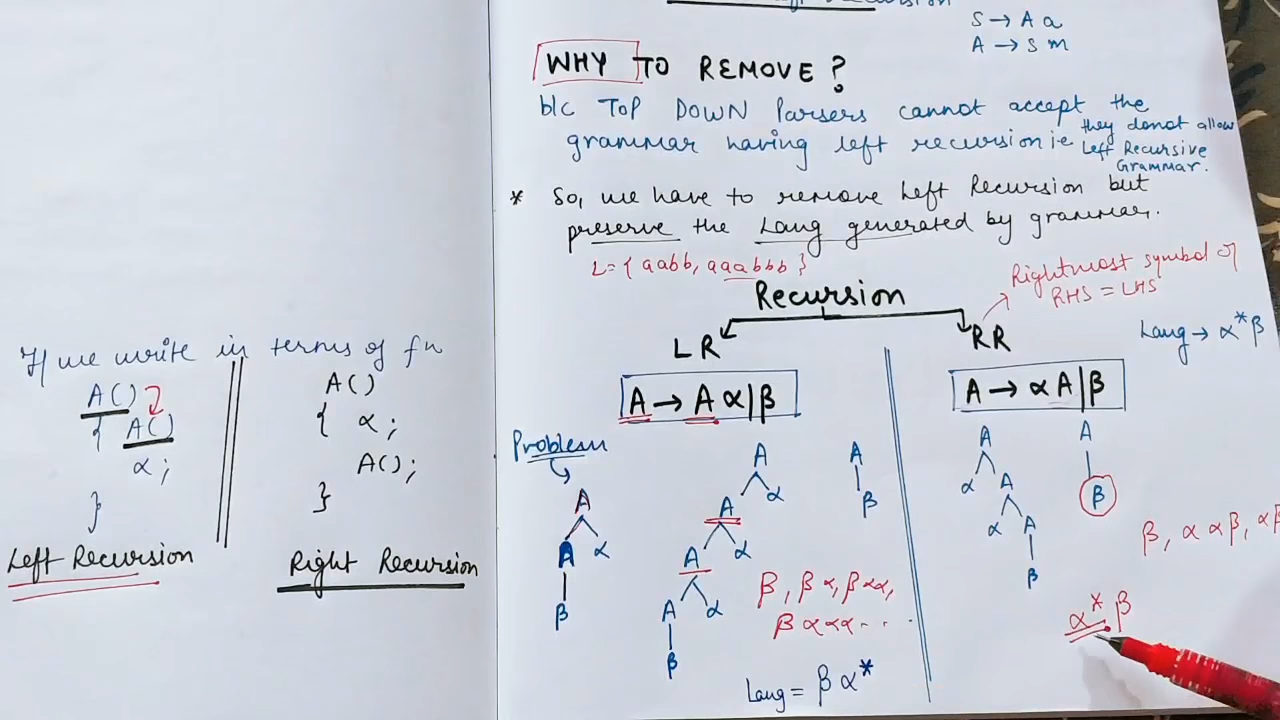 If we write in terms of fn
A()
{ A()
α;
}
Left Recursion
A()
{ α;
A();
}
Right Recursion
Recursion
S → A a
A → S m
WHY TO REMOVE?
b/c TOP DOWN Parsers cannot accept the
grammar having left recursion i.e they donot allow
Left Recursive
Grammar.
* So, we have to remove Left Recursion but
preserve the Lang generated by grammar.
L = { aabb, aaabbb }
Recursion
Rightmost symbol of
RHS = LHS
LR
A → A α | β
Problem
A
A α
β
A
A α
A α
A α
β
A
β
β, βα, βαα,
βααα...
Lang = βα*
RR
Lang → α*β
A → α A | β
A
α A
α A
β
A
β
β, ααβ, αβ
α* β